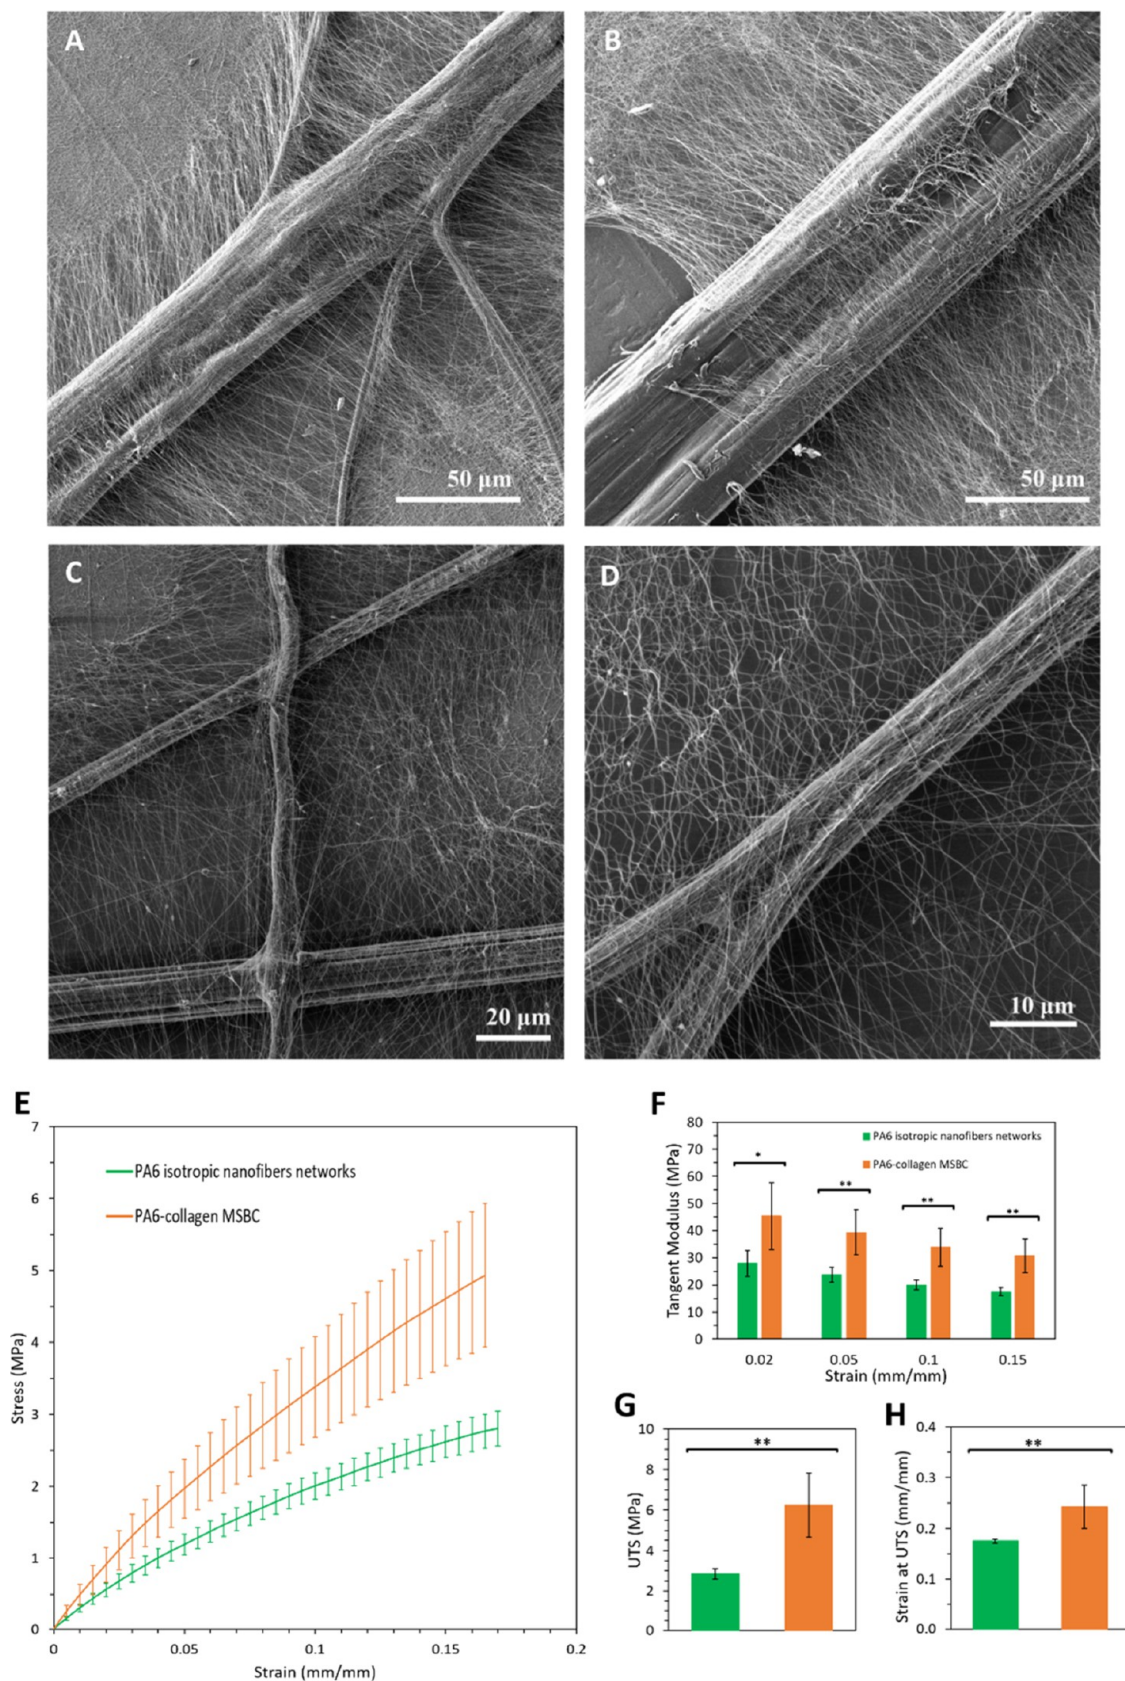 A
B
50 µm
50 µm
C
D
20 µm
10 µm
E
7
6
5
4
3
2
1
0
Stress (MPa)
PA6 isotropic nanofibers networks
PA6-collagen MSBC
0
0.05
0.1
0.15
0.2
Strain (mm/mm)
F
80
70
60
50
40
30
20
10
0
Tangent Modulus (MPa)
PA6 isotropic nanofibers networks
PA6-collagen MSBC
*
**
**
**
0.02
0.05
0.1
0.15
Strain (mm/mm)
G
10
8
6
4
2
0
UTS (MPa)
**
H
0.4
0.3
0.2
0.1
0.0
Strain at UTS (mm/mm)
**